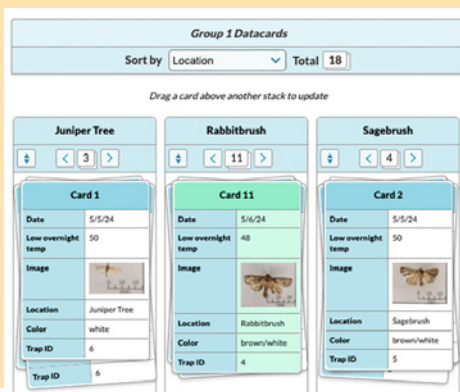 Group 1 Datacards
Sort by Location Total 18
Drag a card above another stack to update
Juniper Tree
3
Card 1
Date 5/5/24
Low overnight
temp 50
Image
Location Juniper Tree
Color white
Trap ID 6
Trap ID 6
Rabbitbrush
11
Card 11
Date 5/6/24
Low overnight
temp 48
Image
Location Rabbitbrush
Color brown/white
Trap ID 4
Sagebrush
4
Card 2
Date 5/5/24
Low overnight
temp 50
Image
Location Sagebrush
Color brown/white
Trap ID 5